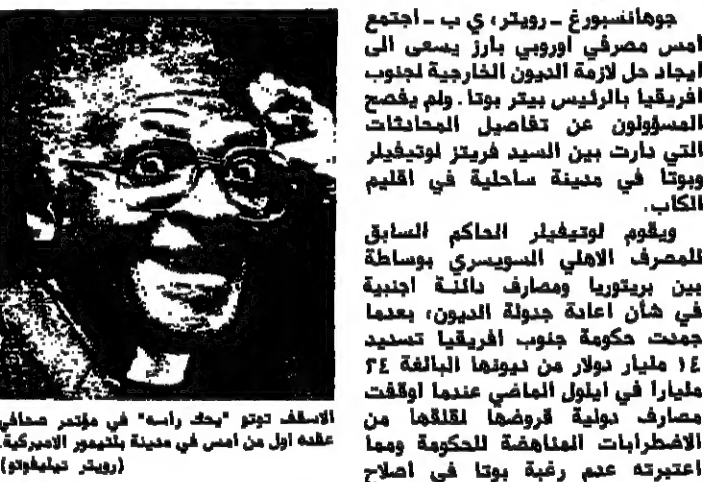 جوهانسبورغ ـ رويتر، ي ب ـ اجتمع
امس مصرفي اوروبي بارز يسعى الى
ايجاد حل لازمة الديون الخارجية لجنوب
افريقيا بالرئيس بيتر بوتا . ولم يفصح
المسؤولون عن تفاصيل المحادثات
التي دارت بين السيد فريتز لوتيفيلر
وبوتا في مدينة ساحلية في اقليم
الكاب.
ويقوم لوتيفيلر الحاكم السابق
للمصرف الاهلي السويسري بوساطة
بين بريتوريا ومصارف دائنة اجنبية
في شأن اعادة جدولة الديون، بعدما
جمدت حكومة جنوب افريقيا تسديد
١٤ مليار دولار من ديونها البالغة ٢٤
مليارا في ايلول الماضي عندما اوقفت
مصارف دولية قروضها لقلقها من
الاضطرابات المناهضة للحكومة ومما
اعتبرته عدم رغبة بوتا في اصلاح
الاسقف توتو "يحك رأسه" في مؤتمر صحافي
عقده اول من امس في مدينة بلتيمور الاميركية.
(رويتر تيليفوتو)